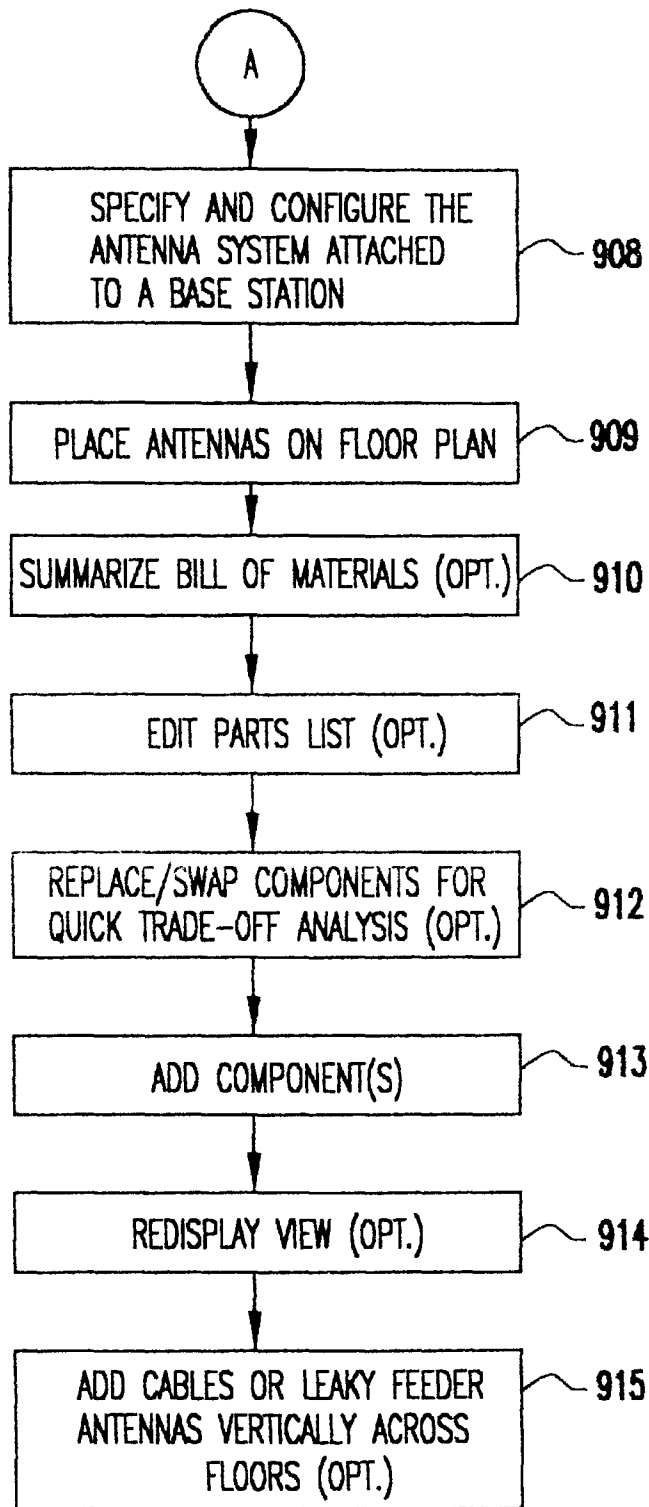 A
SPECIFY AND CONFIGURE THE
ANTENNA SYSTEM ATTACHED
TO A BASE STATION
908
PLACE ANTENNAS ON FLOOR PLAN
909
SUMMARIZE BILL OF MATERIALS (OPT.)
910
EDIT PARTS LIST (OPT.)
911
REPLACE/SWAP COMPONENTS FOR
QUICK TRADE-OFF ANALYSIS (OPT.)
912
ADD COMPONENT(S)
913
REDISPLAY VIEW (OPT.)
914
ADD CABLES OR LEAKY FEEDER
ANTENNAS VERTICALLY ACROSS
FLOORS (OPT.)
915